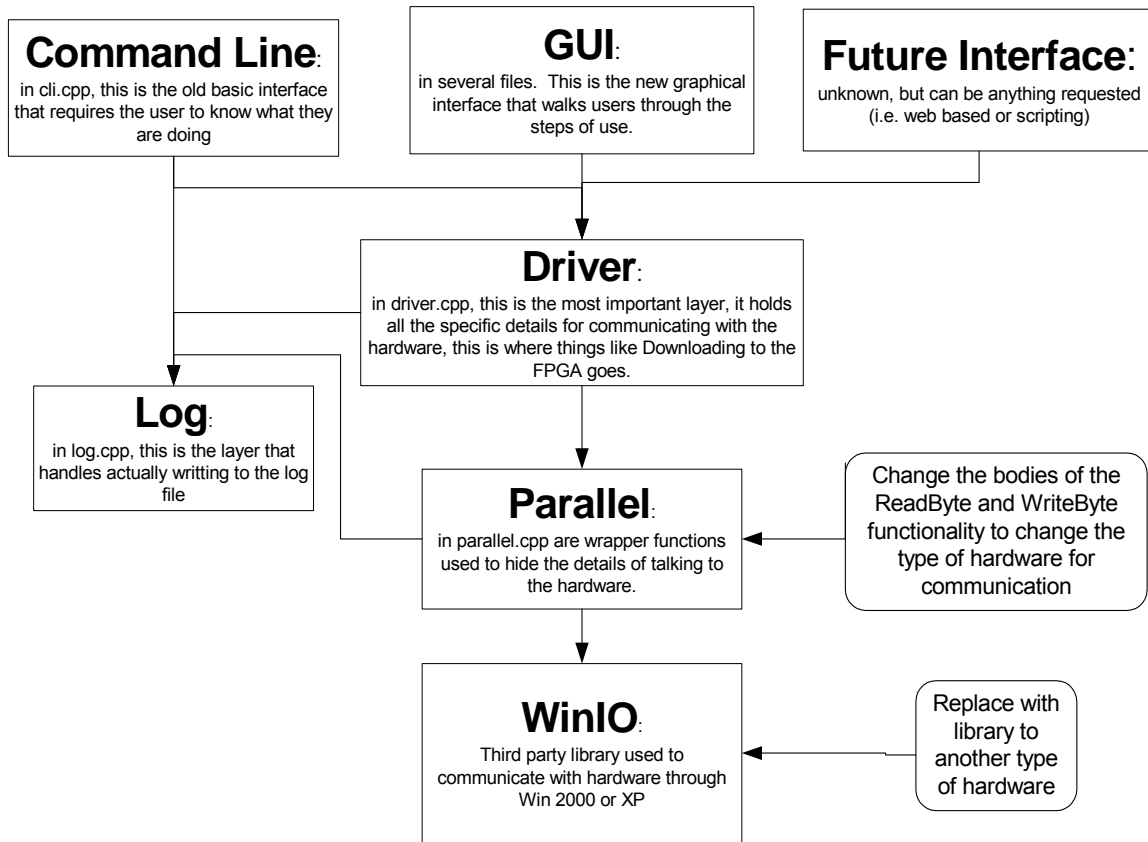 Command Line:
in cli.cpp, this is the old basic interface
that requires the user to know what they
are doing
GUI:
in several files.  This is the new graphical
interface that walks users through the
steps of use.
Future Interface:
unknown, but can be anything requested
(i.e. web based or scripting)
Driver:
in driver.cpp, this is the most important layer, it holds
all the specific details for communicating with the
hardware, this is where things like Downloading to the
FPGA goes.
Log:
in log.cpp, this is the layer that
handles actually writting to the log
file
Parallel:
in parallel.cpp are wrapper functions
used to hide the details of talking to
the hardware.
Change the bodies of the
ReadByte and WriteByte
functionality to change the
type of hardware for
communication
WinIO:
Third party library used to
communicate with hardware through
Win 2000 or XP
Replace with
library to
another type
of hardware